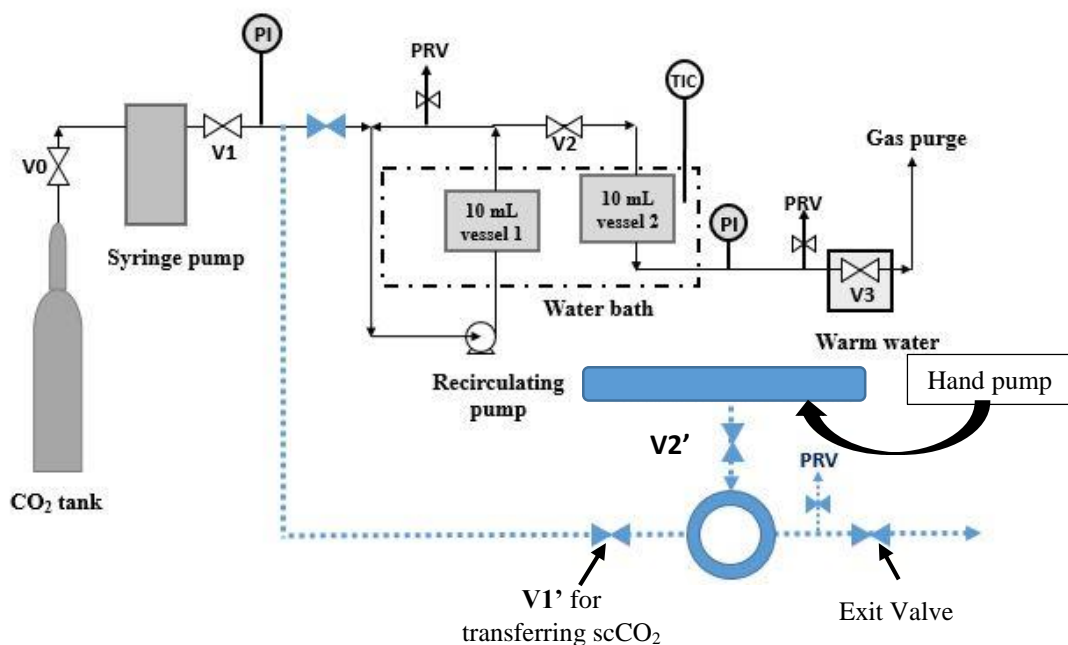 PI
PRV
TIC
V0
V1
V2
Gas purge
10 mL
vessel 1
10 mL
vessel 2
PI
PRV
Syringe pump
V3
Water bath
Warm water
Recirculating
pump
Hand pump
V2’
PRV
CO₂ tank
V1’ for
transferring scCO₂
Exit Valve